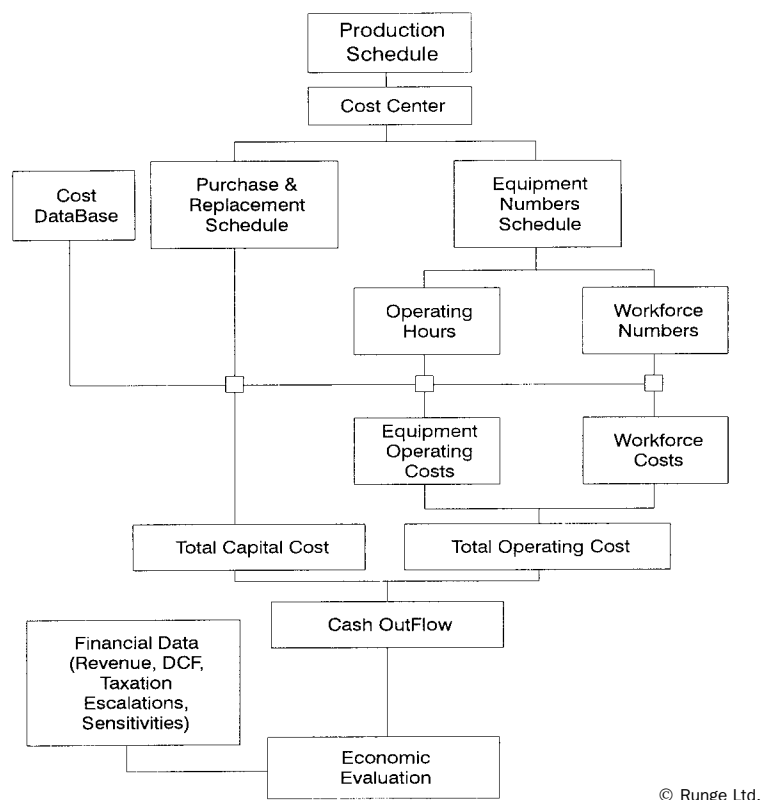 Production
Schedule
Cost Center
Cost
DataBase
Purchase &
Replacement
Schedule
Equipment
Numbers
Schedule
Operating
Hours
Workforce
Numbers
Equipment
Operating
Costs
Workforce
Costs
Total Capital Cost
Total Operating Cost
Cash OutFlow
Financial Data
(Revenue, DCF,
Taxation
Escalations,
Sensitivities)
Economic
Evaluation
© Runge Ltd.